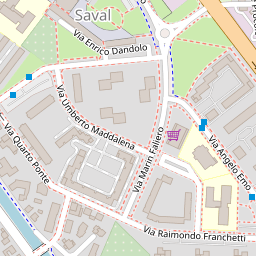 Saval
Via Enrico Dandolo
Via Umberto Maddalena
Via Marin Faliero
Via Angelo Emo
Via Quarto Ponte
Via Raimondo Franchetti